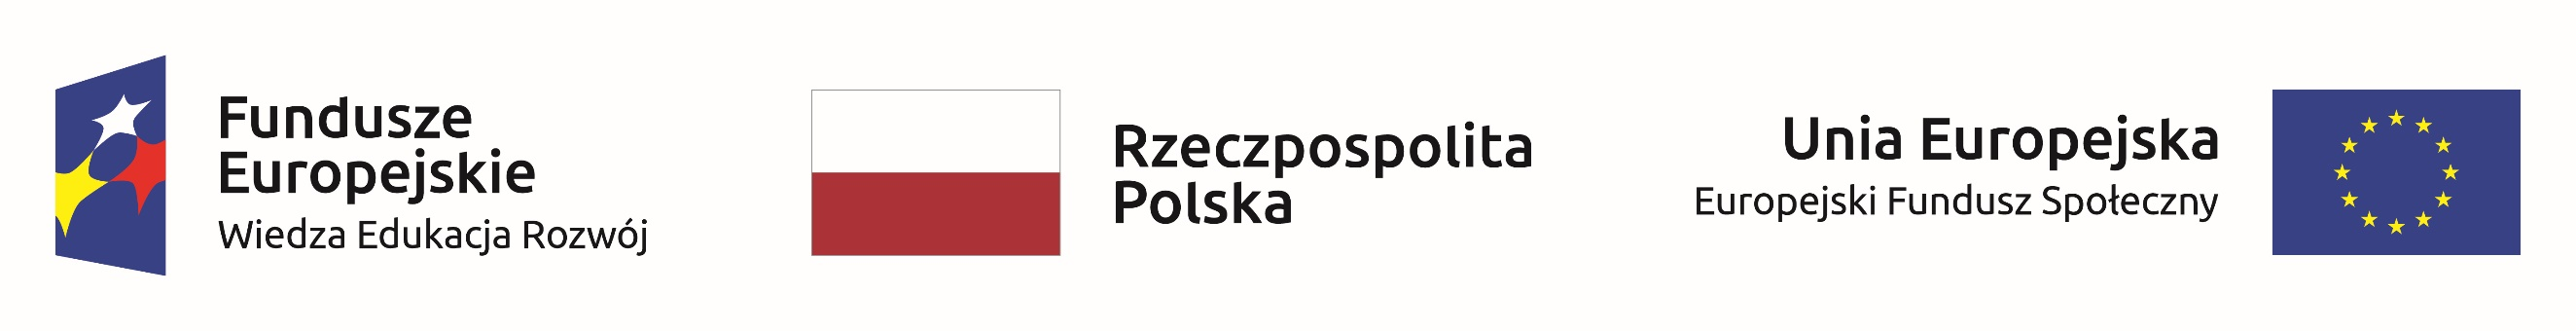 Fundusze
Europejskie
Wiedza Edukacja Rozwój
Rzeczpospolita
Polska
Unia Europejska
Europejski Fundusz Społeczny